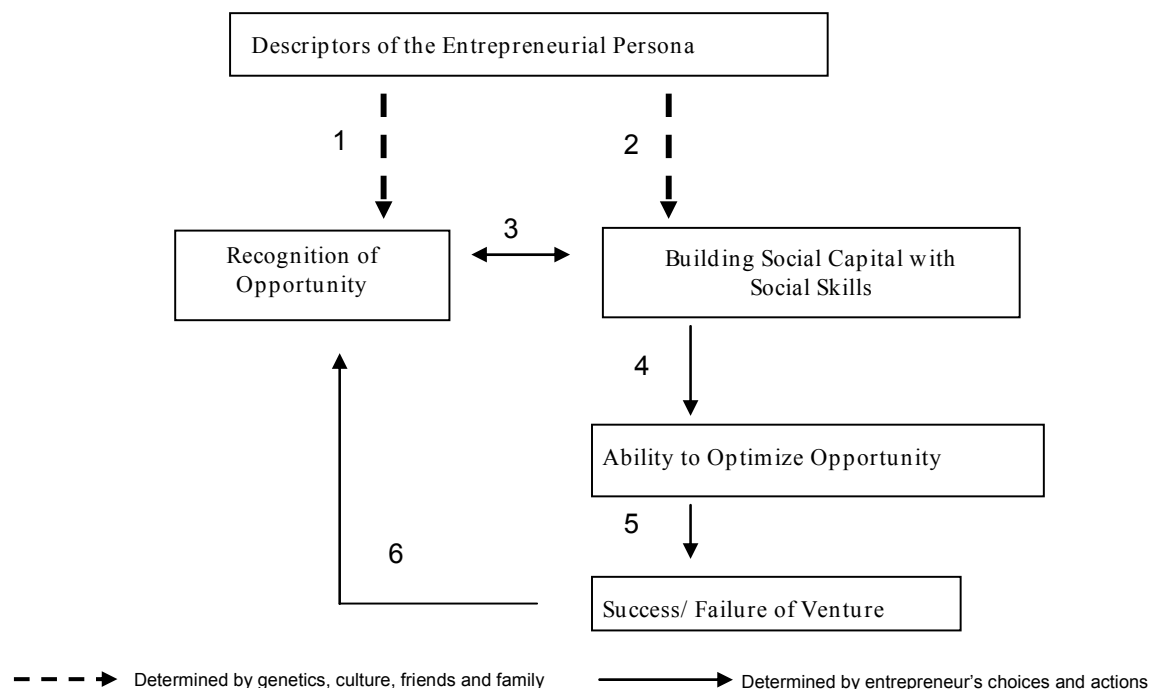 Descriptors of the Entrepreneurial Persona
1
2
3
Recognition of
Opportunity
Building Social Capital with
Social Skills
4
Ability to Optimize Opportunity
5
6
Success/ Failure of Venture
Determined by genetics, culture, friends and family
Determined by entrepreneur's choices and actions